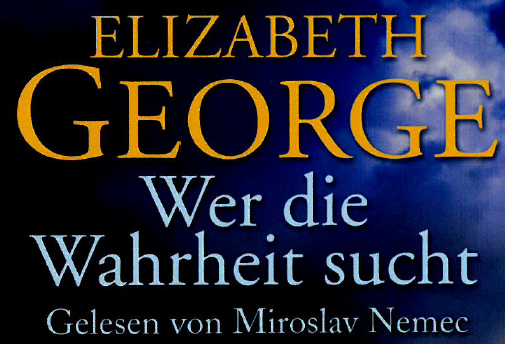 ELIZABETH
GEORGE
Wer die
Wahrheit sucht
Gelesen von Miroslav Nemec